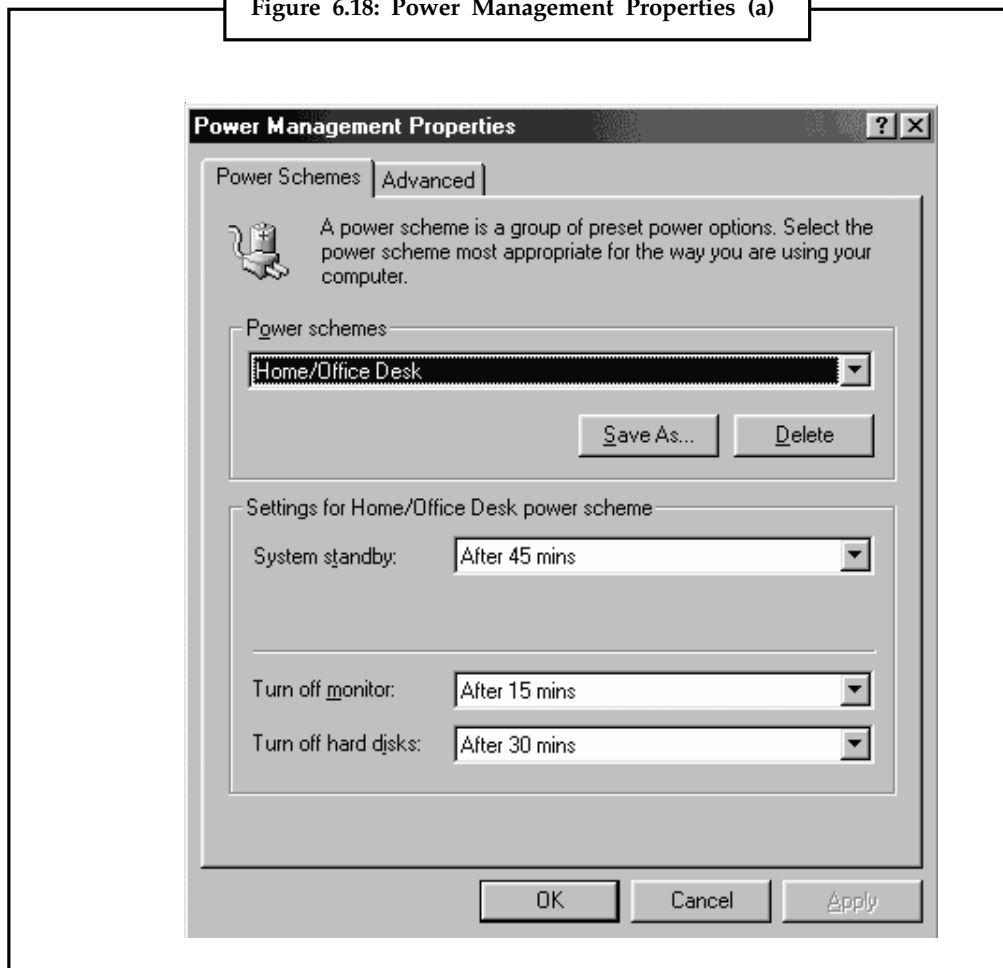 Figure 6.18: Power Management Properties (a)
Power Management Properties
Power Schemes Advanced
A power scheme is a group of preset power options. Select the
power scheme most appropriate for the way you are using your
computer.
Power schemes
Home/Office Desk
Save As... Delete
Settings for Home/Office Desk power scheme
System standby: After 45 mins
Turn off monitor: After 15 mins
Turn off hard disks: After 30 mins
OK Cancel Apply